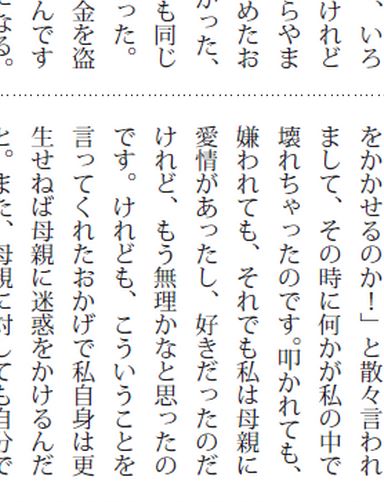 、いろ
けれど
らやま
めたお
かった、
も同じ
った。
金を盗
んです
になる。
をかかせるのか！」と散々言われ
まして、その時に何かが私の中で
壊れちゃったのです。叩かれても、
嫌われても、それでも私は母親に
愛情があったし、好きだったのだ
けれど、もう無理かなと思ったの
です。けれども、こういうことを
言ってくれたおかげで私自身は更
生せねば母親に迷惑をかけるんだ
と。また、母親に対しても自分で